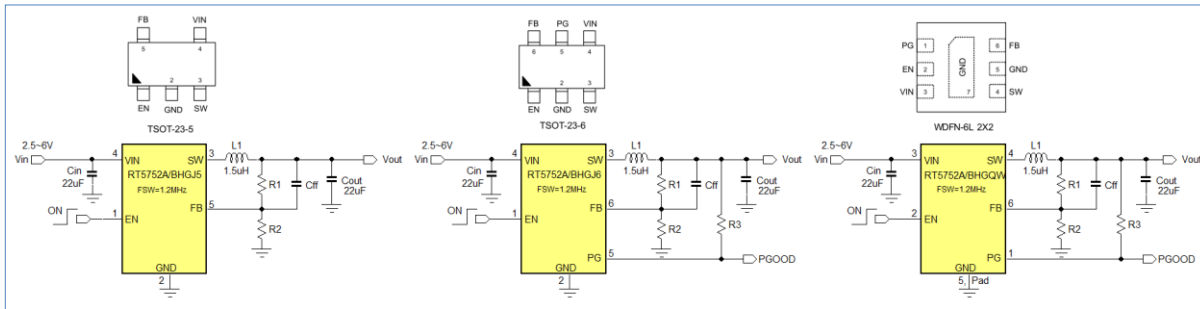 FB
VIN
5
4
2
3
EN
GND
SW
TSOT-23-5
FB
PG
VIN
6
5
4
2
3
EN
GND
SW
TSOT-23-6
PG
1
6
FB
EN
2
GND
5
GND
VIN
3
7
4
SW
WDFN-6L 2X2
2.5~6V
Vin
4
VIN
SW
3
L1
1.5uH
Vout
Cin
22uF
RT5752A/BHGJ5
FSW=1.2MHz
R1
Cff
Cout
22uF
ON
1
EN
FB
5
R2
GND
2
2.5~6V
Vin
4
VIN
SW
3
L1
1.5uH
Vout
Cin
22uF
RT5752A/BHGJ6
FSW=1.2MHz
R1
Cff
Cout
22uF
ON
1
EN
FB
6
R2
R3
PG
5
PGOOD
GND
2
2.5~6V
Vin
3
VIN
SW
4
L1
1.5uH
Vout
Cin
22uF
RT5752A/BHGQW
FSW=1.2MHz
R1
Cff
Cout
22uF
ON
2
EN
FB
6
R2
R3
PG
1
PGOOD
GND
5, Pad